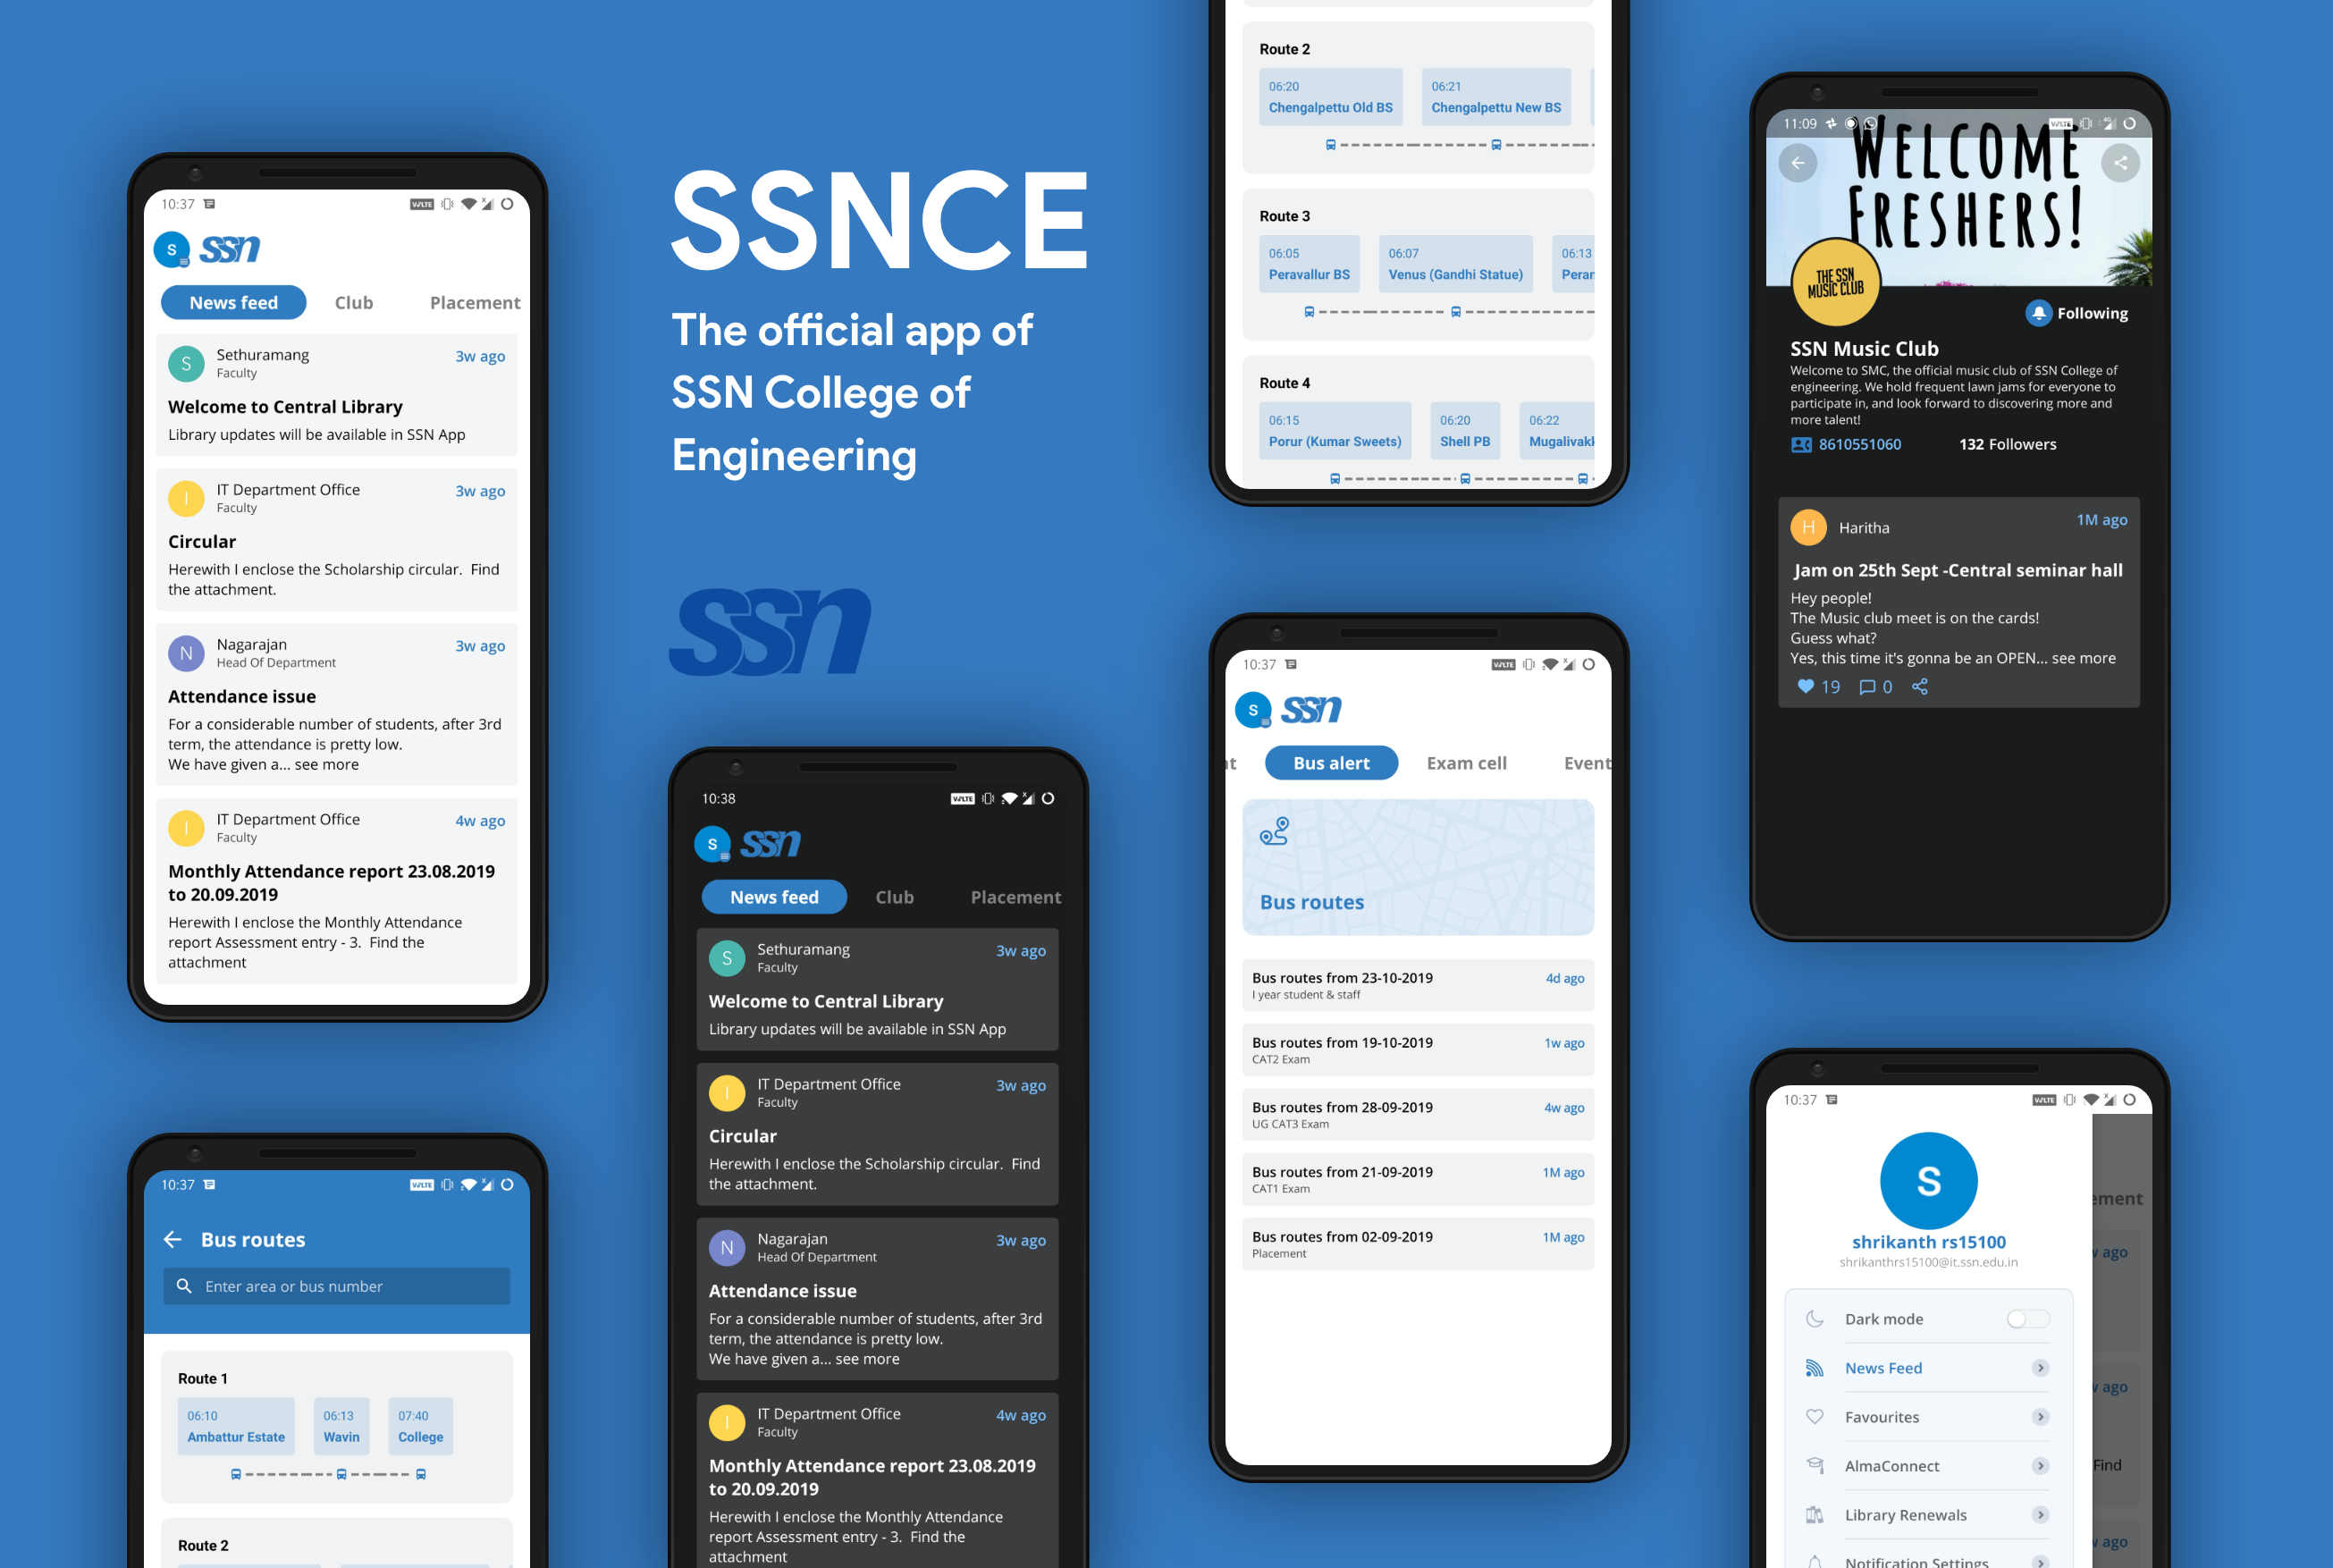 10:37
VoLTE
S
ssn
News feed
Club
Placement
S
Sethuramang
3w ago
Faculty
Welcome to Central Library
Library updates will be available in SSN App
I
IT Department Office
3w ago
Faculty
Circular
Herewith I enclose the Scholarship circular. Find
the attachment.
N
Nagarajan
3w ago
Head Of Department
Attendance issue
For a considerable number of students, after 3rd
term, the attendance is pretty low.
We have given a... see more
I
IT Department Office
4w ago
Faculty
Monthly Attendance report 23.08.2019
to 20.09.2019
Herewith I enclose the Monthly Attendance
report Assessment entry - 3. Find the
attachment
10:37
VoLTE
Bus routes
Enter area or bus number
Route 1
06:10
Ambattur Estate
06:13
Wavin
07:40
College
Route 2
SSNCE
The official app of
SSN College of
Engineering
ssn
10:38
VoLTE
S
ssn
News feed
Club
Placement
S
Sethuramang
3w ago
Faculty
Welcome to Central Library
Library updates will be available in SSN App
I
IT Department Office
3w ago
Faculty
Circular
Herewith I enclose the Scholarship circular. Find
the attachment.
N
Nagarajan
3w ago
Head Of Department
Attendance issue
For a considerable number of students, after 3rd
term, the attendance is pretty low.
We have given a... see more
I
IT Department Office
4w ago
Faculty
Monthly Attendance report 23.08.2019
to 20.09.2019
Herewith I enclose the Monthly Attendance
report Assessment entry - 3. Find the
attachment
Route 2
06:20
Chengalpettu Old BS
06:21
Chengalpettu New BS
Route 3
06:05
Peravallur BS
06:07
Venus (Gandhi Statue)
06:13
Peram
Route 4
06:15
Porur (Kumar Sweets)
06:20
Shell PB
06:22
Mugalivakk
10:37
VoLTE
S
ssn
nt
Bus alert
Exam cell
Event
Bus routes
Bus routes from 23-10-2019
4d ago
I year student & staff
Bus routes from 19-10-2019
1w ago
CAT2 Exam
Bus routes from 28-09-2019
4w ago
UG CAT3 Exam
Bus routes from 21-09-2019
1M ago
CAT1 Exam
Bus routes from 02-09-2019
1M ago
Placement
11:09
VoLTE
4G
WELCOME
FRESHERS!
THE SSN
MUSIC CLUB
Following
SSN Music Club
Welcome to SMC, the official music club of SSN College of
engineering. We hold frequent lawn jams for everyone to
participate in, and look forward to discovering more and
more talent!
8610551060
132 Followers
H
Haritha
1M ago
Jam on 25th Sept -Central seminar hall
Hey people!
The Music club meet is on the cards!
Guess what?
Yes, this time it's gonna be an OPEN... see more
19
0
10:37
VoLTE
S
shrikanth rs15100
shrikanthrs15100@it.ssn.edu.in
Dark mode
News Feed
Favourites
AlmaConnect
Library Renewals
Notification Settings
ement
w ago
w ago
Find
w ago